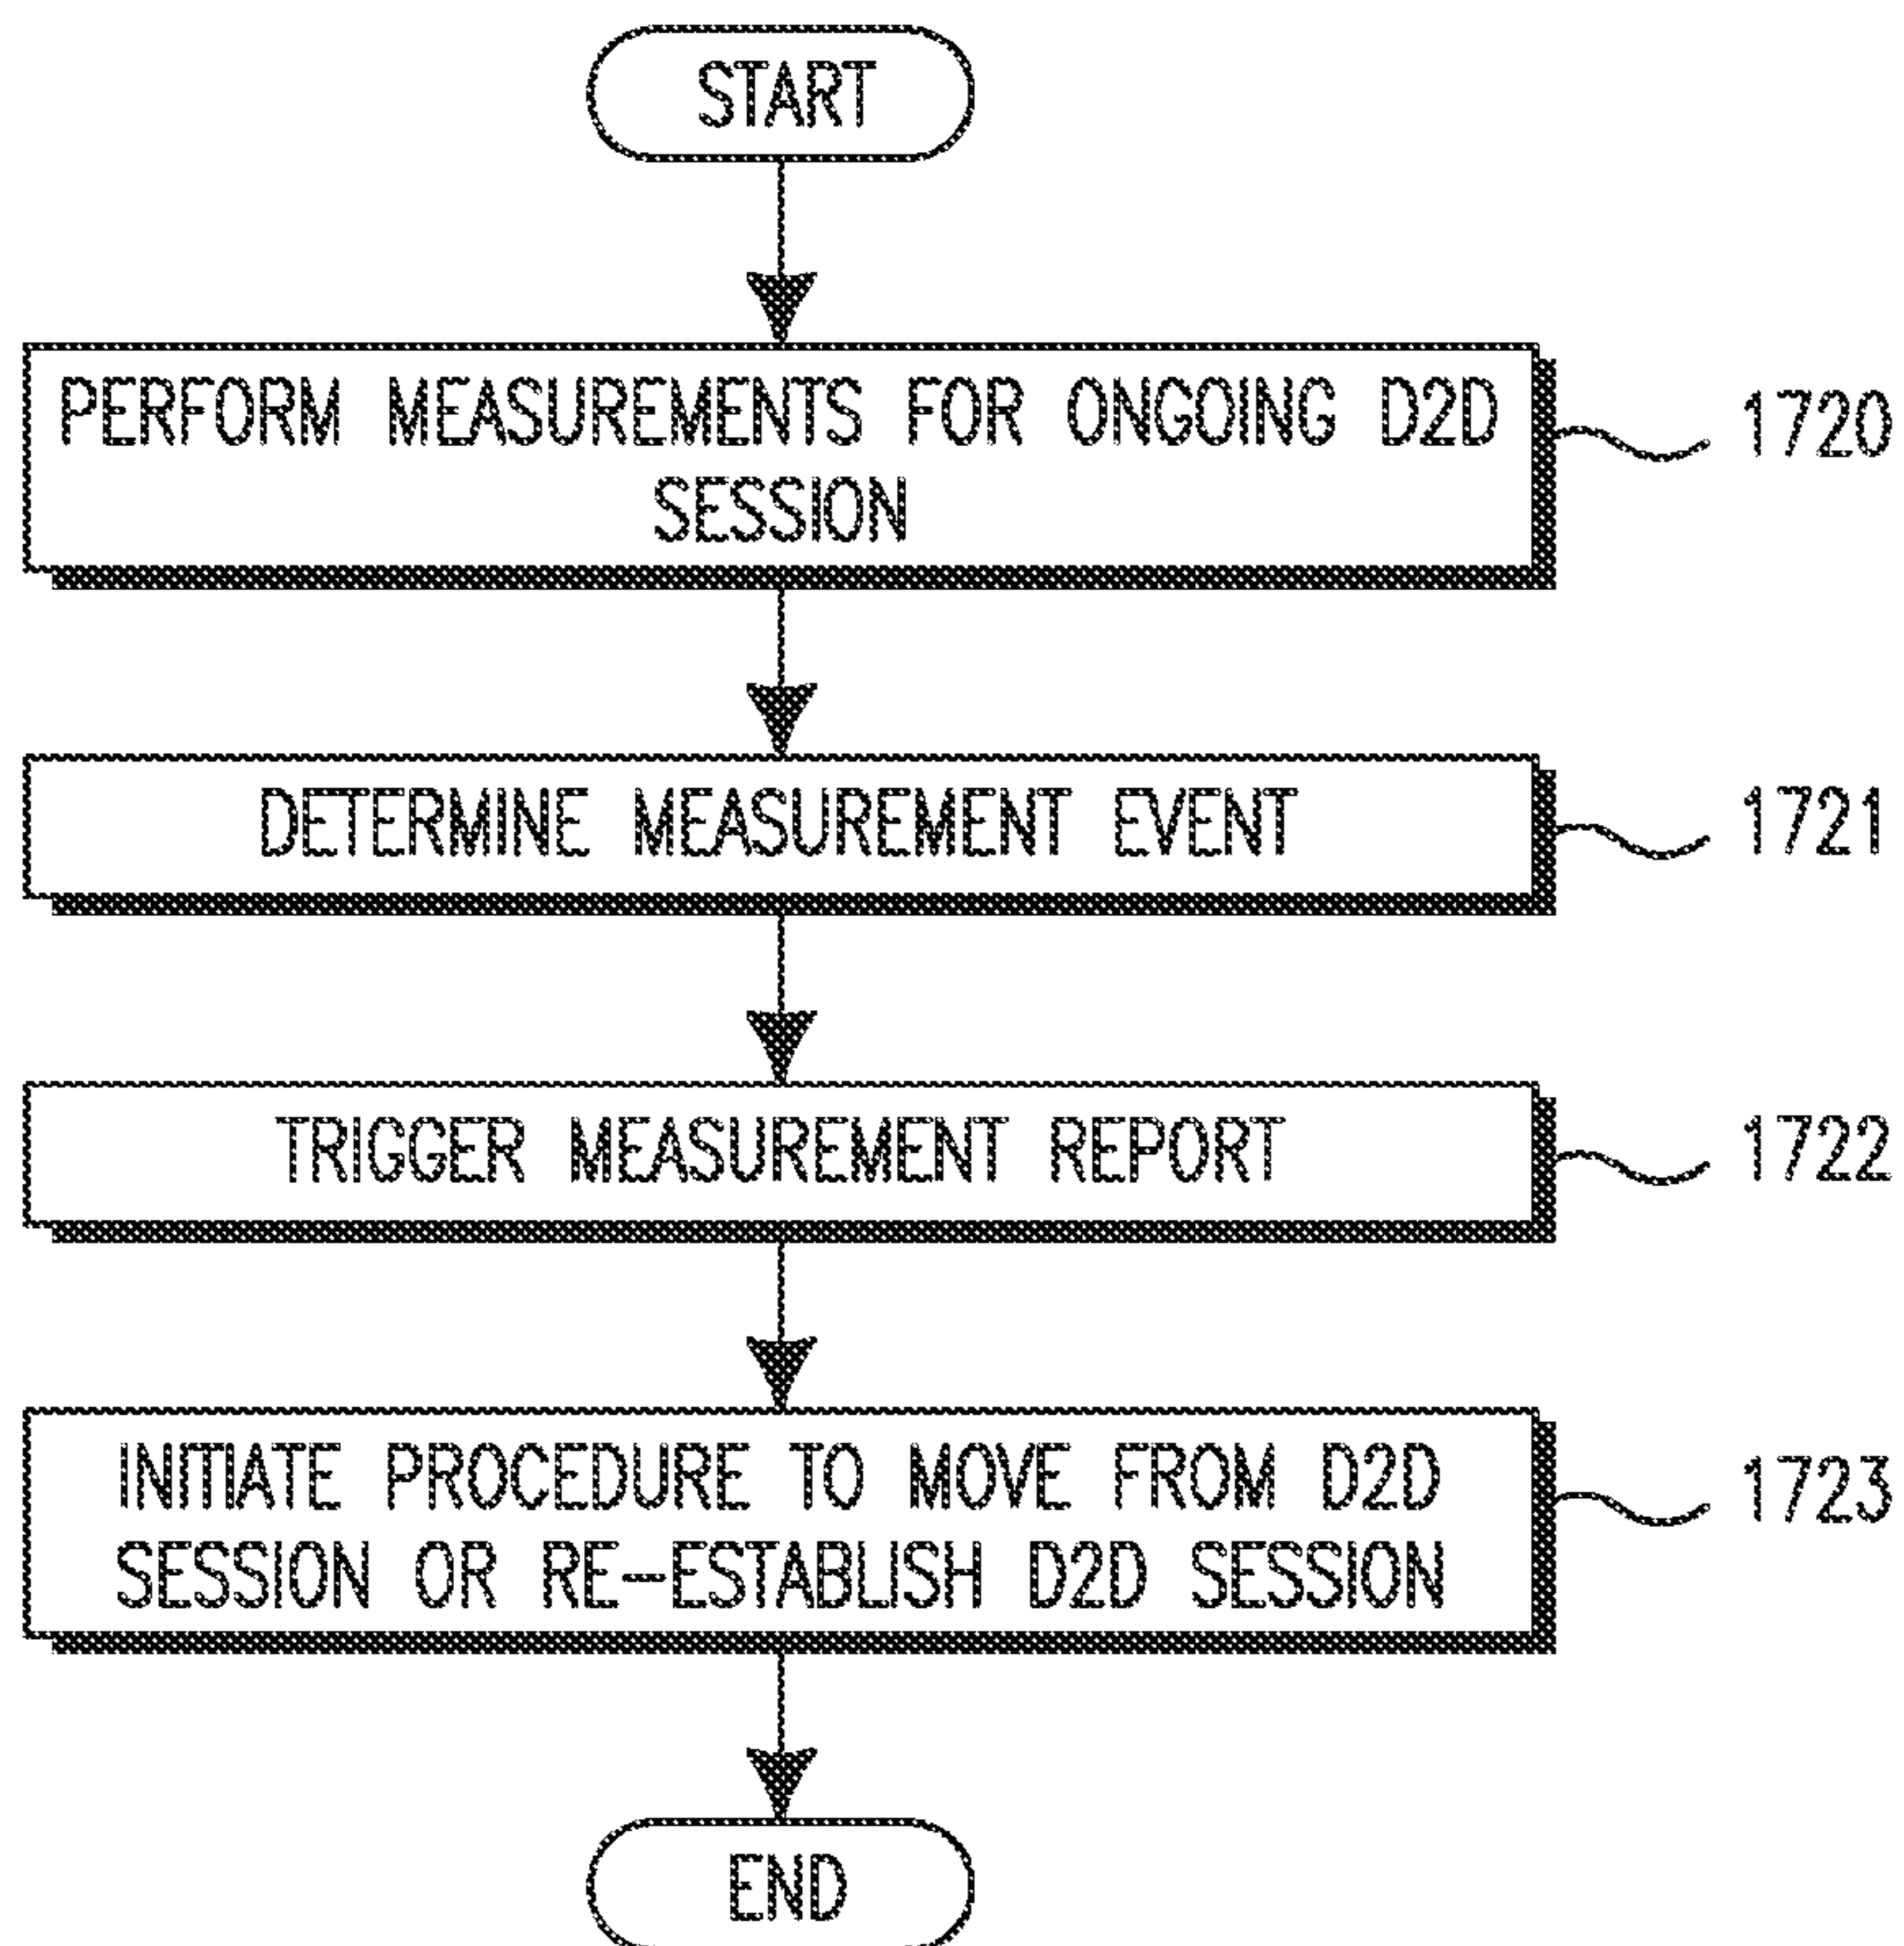 START
PERFORM MEASUREMENTS FOR ONGOING D2D
SESSION
1720
DETERMINE MEASUREMENT EVENT
1721
TRIGGER MEASUREMENT REPORT
1722
INITIATE PROCEDURE TO MOVE FROM D2D
SESSION OR RE-ESTABLISH D2D SESSION
1723
END